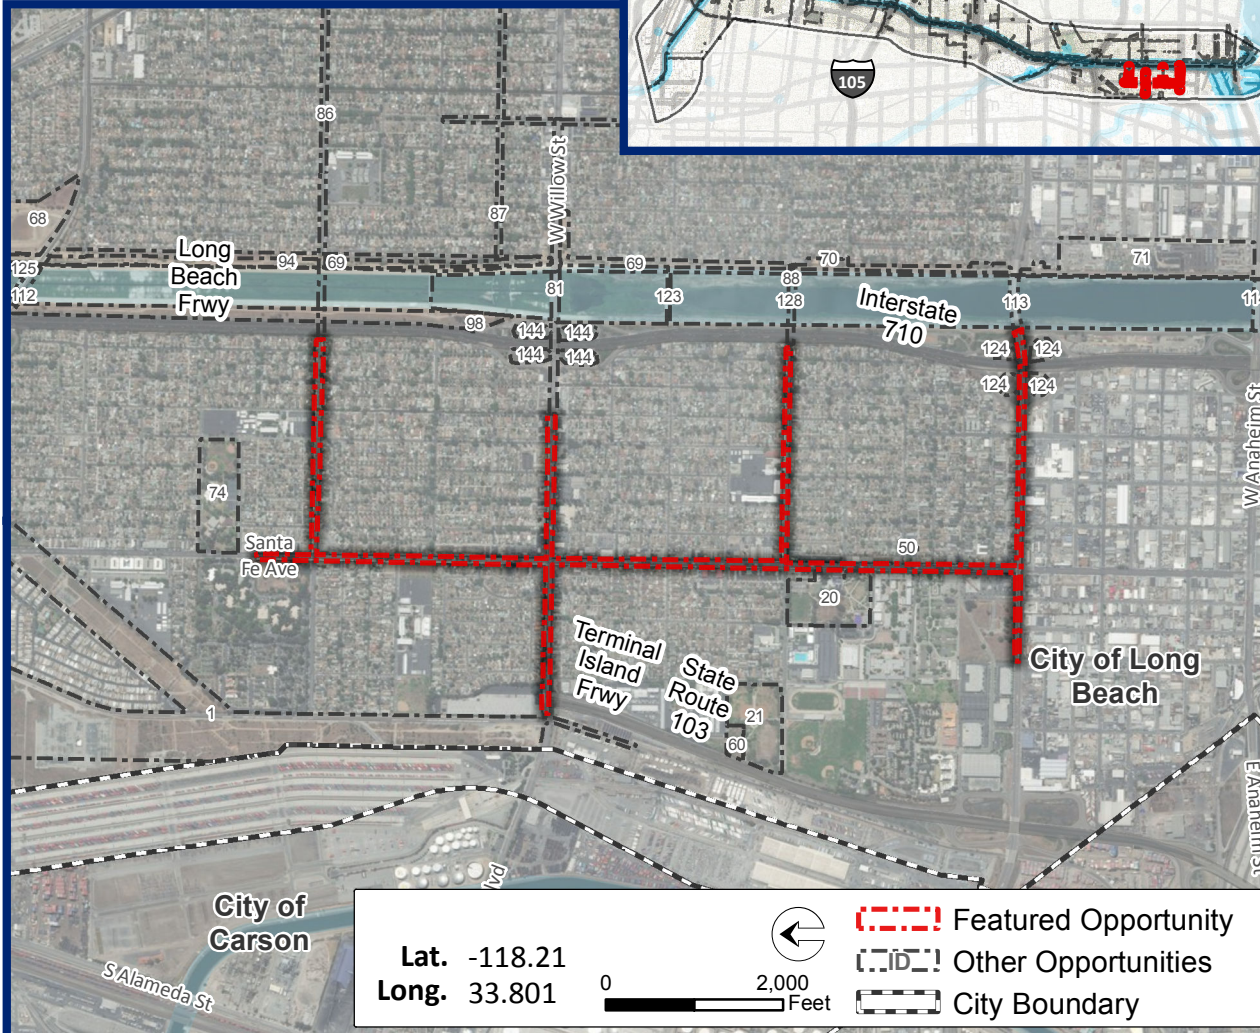 105
86
W Willow St
68
87
Long
Beach
Frwy
94
69
69
70
71
125
112
81
123
88
128
Interstate
710
113
98
144
144
144
144
124
124
124
124
W Anaheim St
74
Santa
Fe Ave
50
20
Terminal
Island
Frwy
State
Route
103
21
60
City of Long
Beach
1
E Anaheim St
lvd
City of
Carson
S Alameda St
Lat. -118.21
Long. 33.801
0 2,000
Feet
Featured Opportunity
ID Other Opportunities
City Boundary